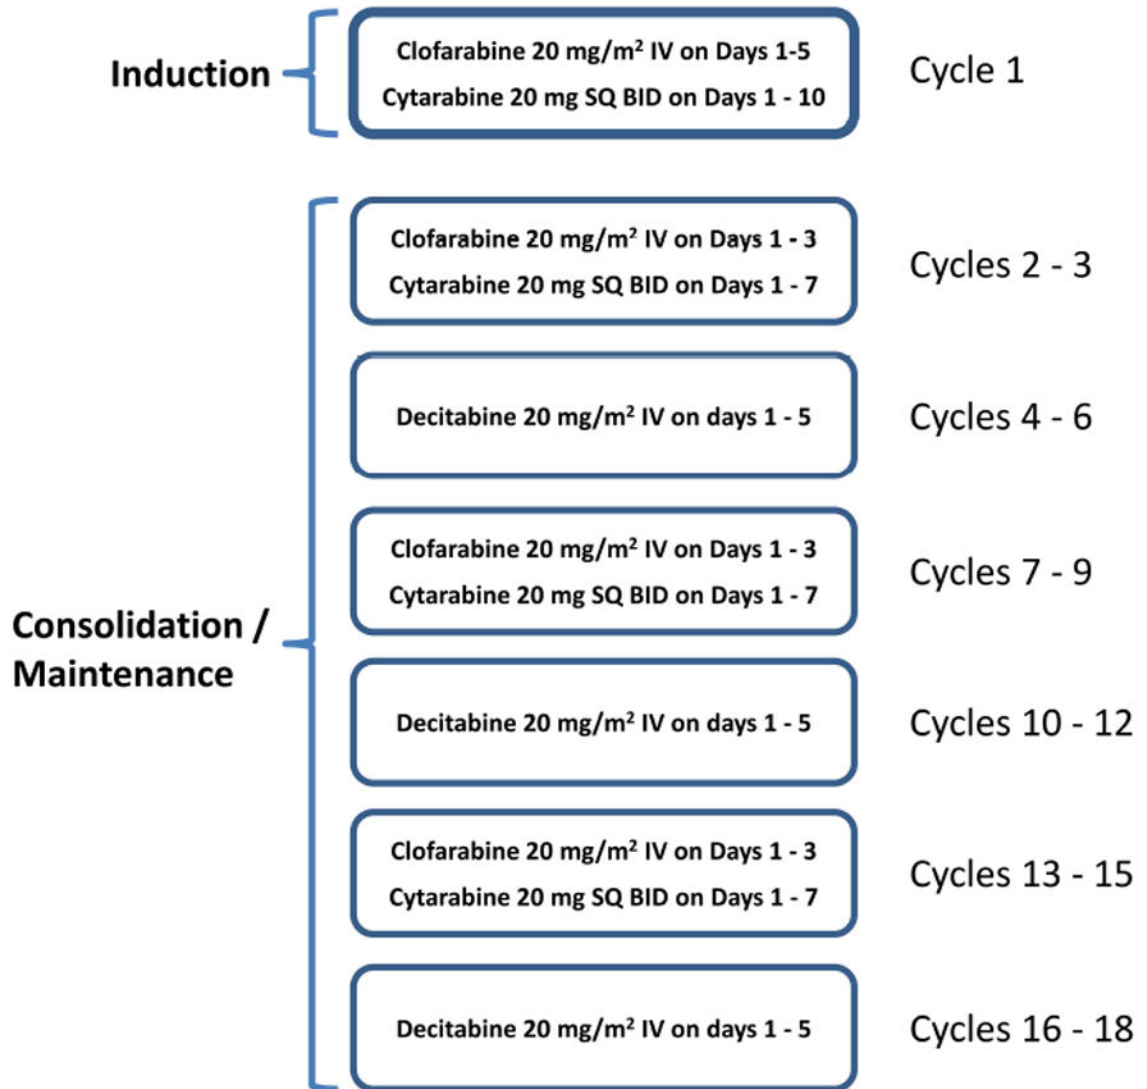 Induction
Clofarabine 20 mg/m² IV on Days 1-5
Cytarabine 20 mg SQ BID on Days 1 - 10
Cycle 1
Consolidation /
Maintenance
Clofarabine 20 mg/m² IV on Days 1 - 3
Cytarabine 20 mg SQ BID on Days 1 - 7
Cycles 2 - 3
Decitabine 20 mg/m² IV on days 1 - 5
Cycles 4 - 6
Clofarabine 20 mg/m² IV on Days 1 - 3
Cytarabine 20 mg SQ BID on Days 1 - 7
Cycles 7 - 9
Decitabine 20 mg/m² IV on days 1 - 5
Cycles 10 - 12
Clofarabine 20 mg/m² IV on Days 1 - 3
Cytarabine 20 mg SQ BID on Days 1 - 7
Cycles 13 - 15
Decitabine 20 mg/m² IV on days 1 - 5
Cycles 16 - 18